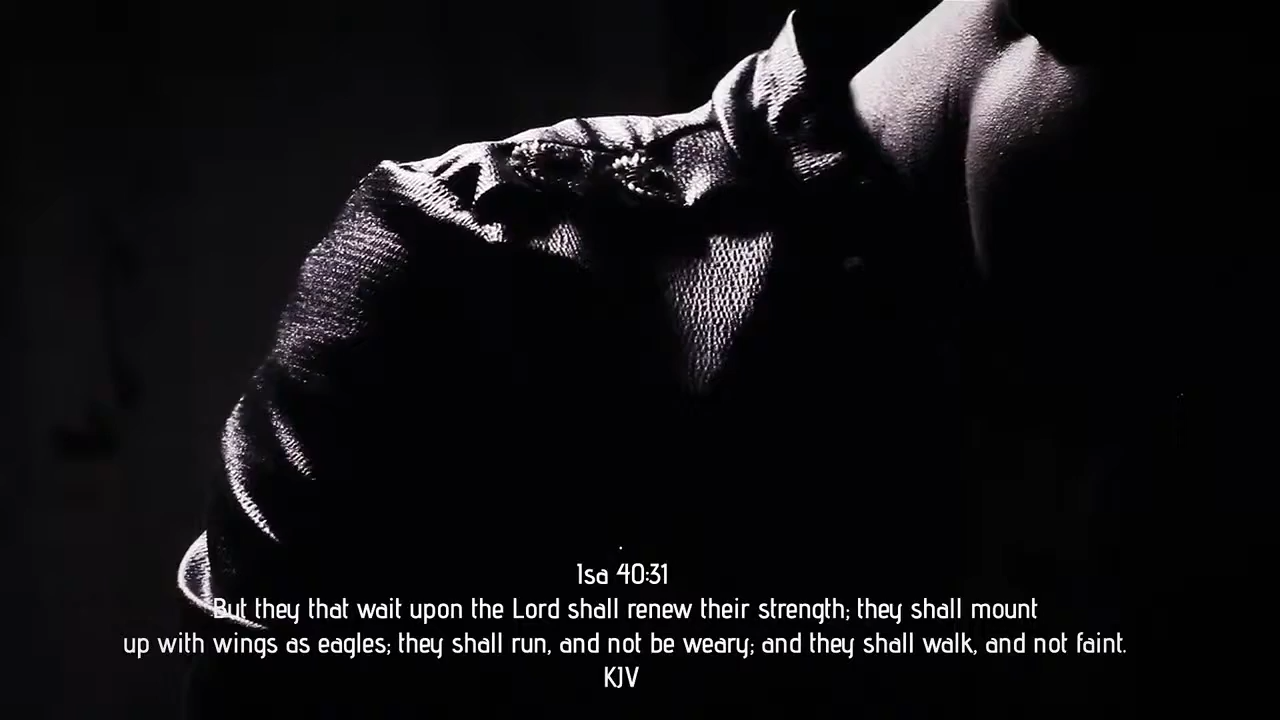 Isa 40:31
But they that wait upon the Lord shall renew their strength; they shall mount
up with wings as eagles; they shall run, and not be weary; and they shall walk, and not faint.
KJV